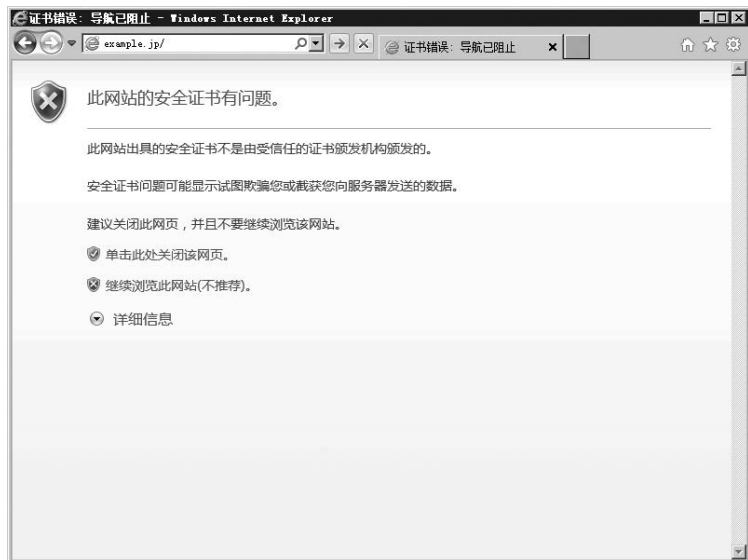 证书错误: 导航已阻止 - Windows Internet Explorer
example.jp/
证书错误: 导航已阻止
此网站的安全证书有问题。
此网站出具的安全证书不是由受信任的证书颁发机构颁发的。
安全证书问题可能显示试图欺骗您或截获您向服务器发送的数据。
建议关闭此网页，并且不要继续浏览该网站。
单击此处关闭该网页。
继续浏览此网站(不推荐)。
详细信息